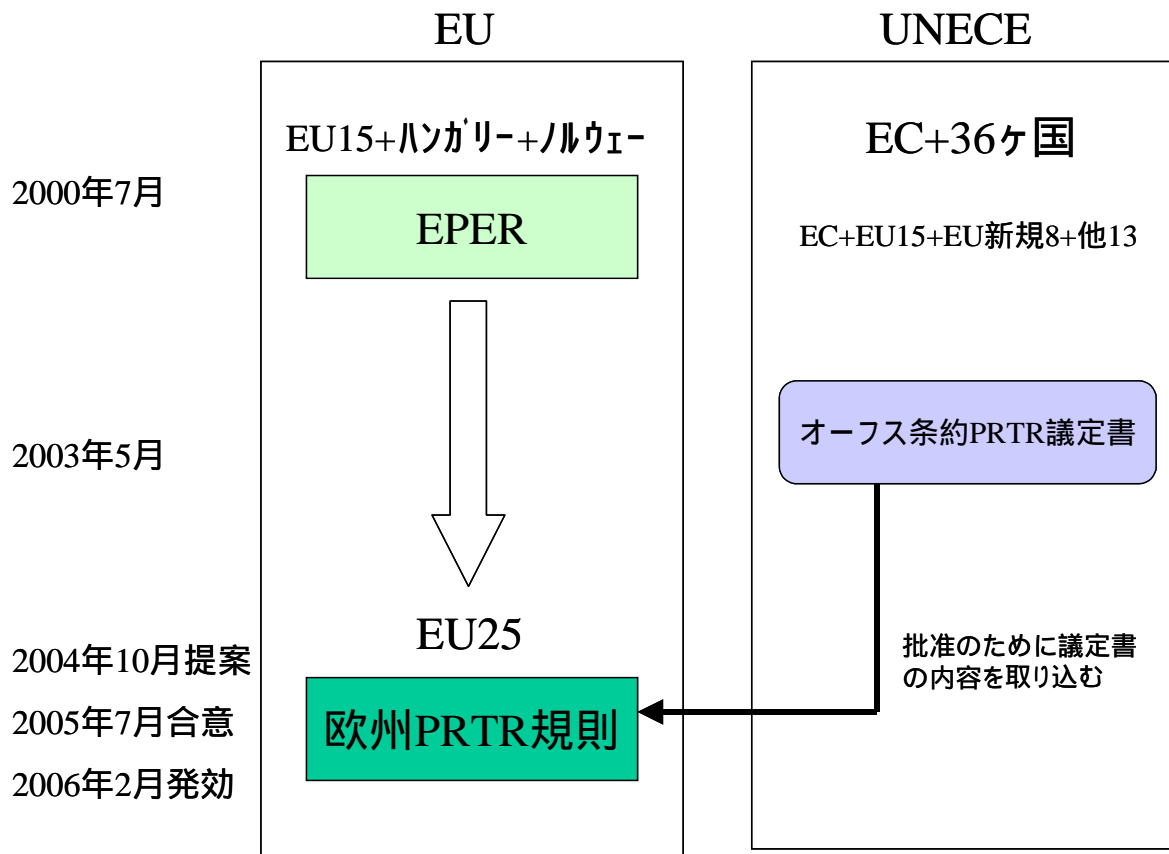 EU
UNECE
EU15+ハンガリー+ノルウェー
EC+36ヶ国
2000年7月
EPER
EC+EU15+EU新規8+他13
オーフス条約PRTR議定書
2003年5月
EU25
批准のために議定書
の内容を取り込む
2004年10月提案
2005年7月合意
欧州PRTR規則
2006年2月発効